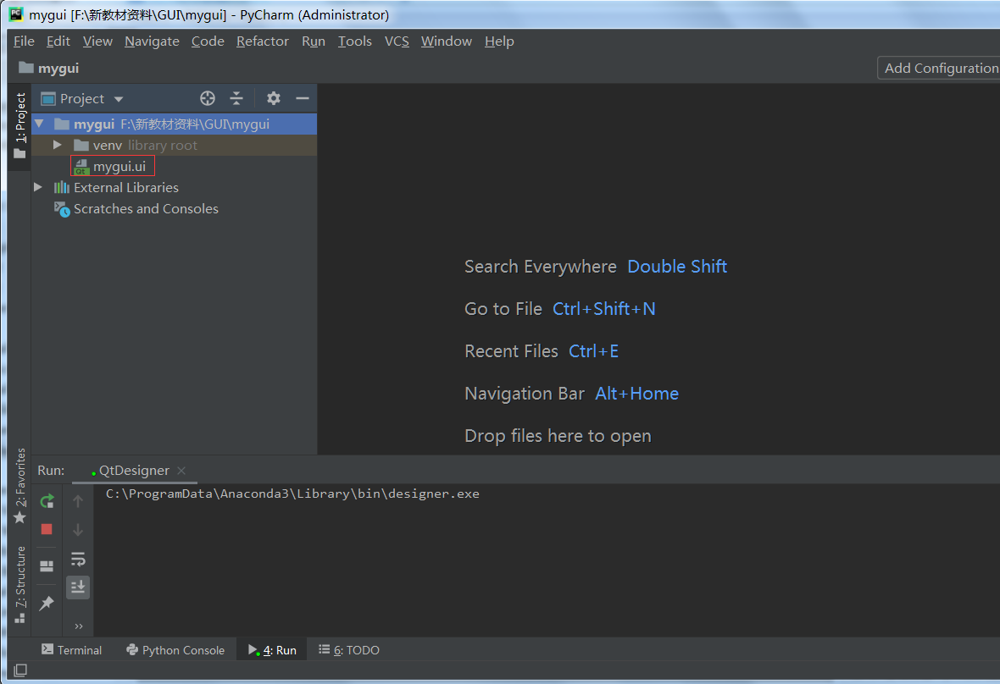 mygui [F:\新教材资料\GUI\mygui] - PyCharm (Administrator)
File Edit View Navigate Code Refactor Run Tools VCS Window Help
mygui
Add Configuration
1: Project
Project
mygui F:\新教材资料\GUI\mygui
venv library root
mygui.ui
External Libraries
Scratches and Consoles
Search Everywhere Double Shift
Go to File Ctrl+Shift+N
Recent Files Ctrl+E
Navigation Bar Alt+Home
Drop files here to open
2: Favorites
7: Structure
Run: QtDesigner
C:\ProgramData\Anaconda3\Library\bin\designer.exe
Terminal Python Console 4: Run 6: TODO